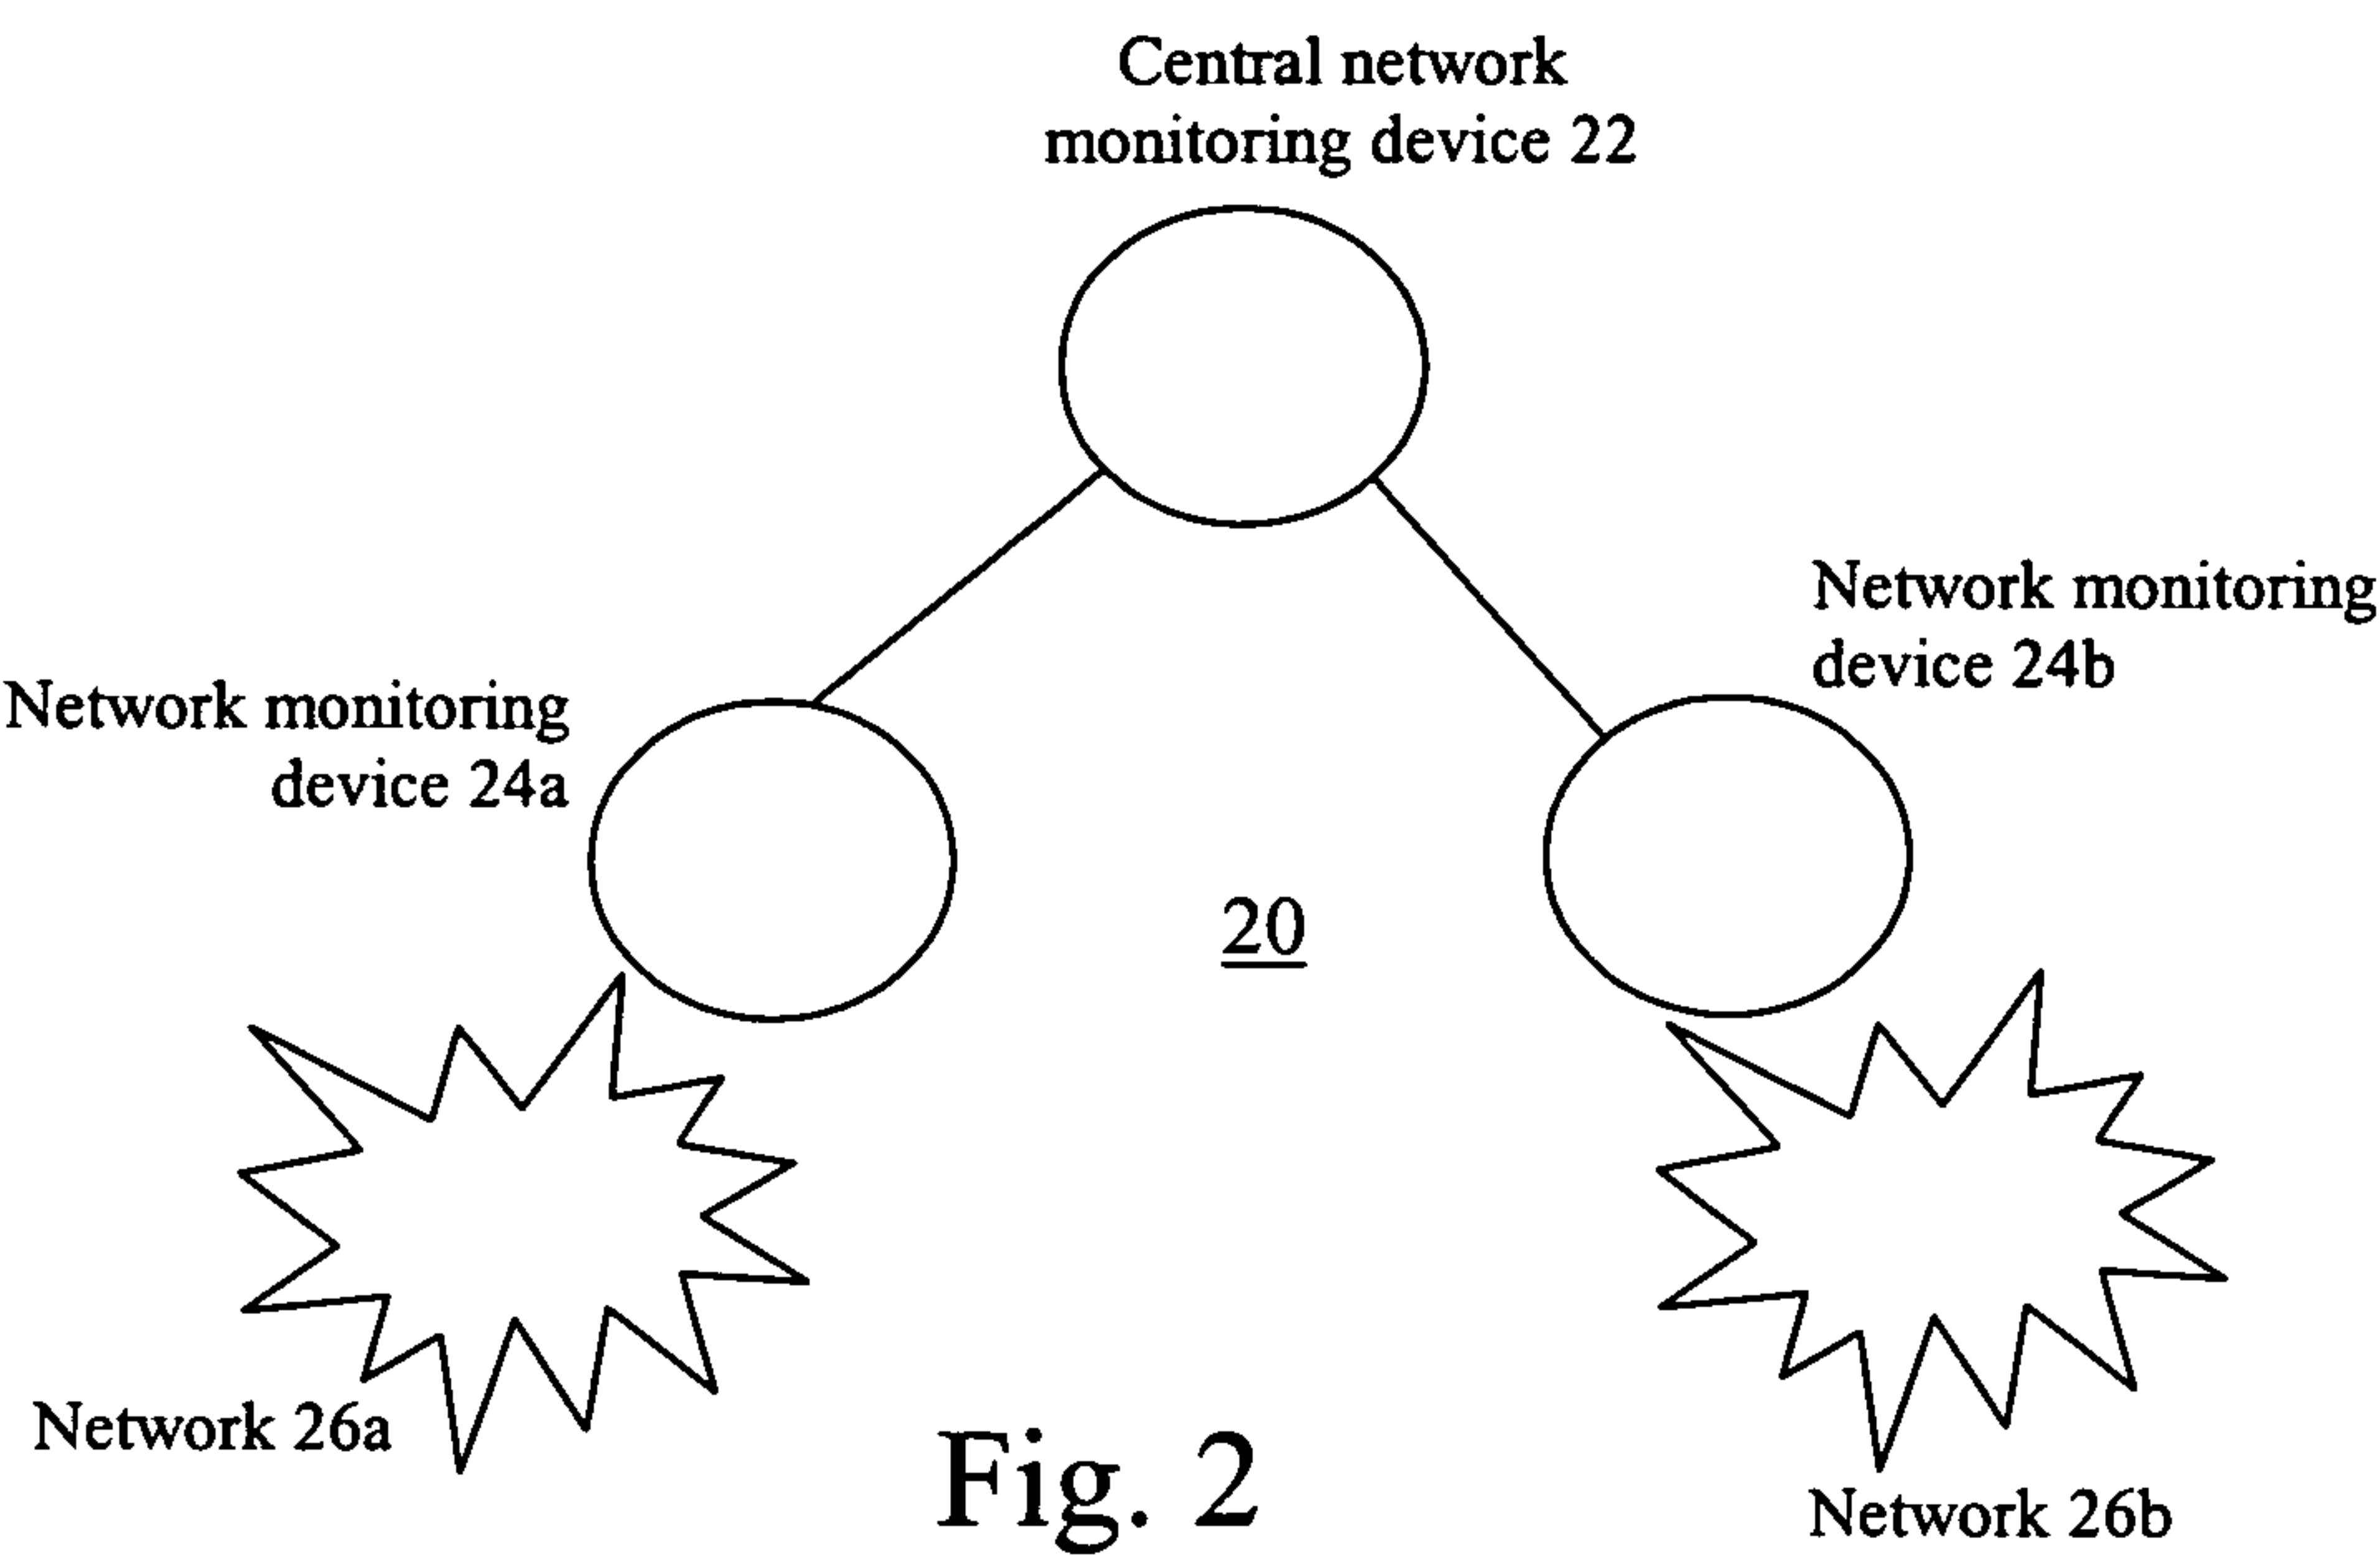 Central network
monitoring device 22
Network monitoring
device 24b
Network monitoring
device 24a
20
Network 26a
Fig. 2
Network 26b